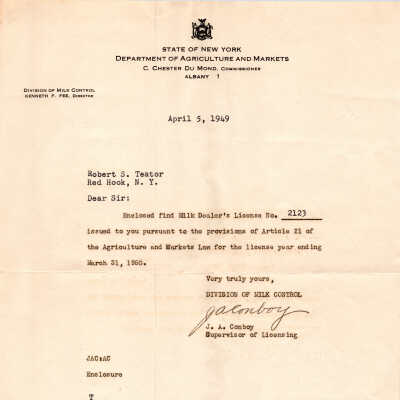 STATE OF NEW YORK
DEPARTMENT OF AGRICULTURE AND MARKETS
C. CHESTER DU MOND, COMMISSIONER
ALBANY 1
DIVISION OF MILK CONTROL
KENNETH F. FEE, DIRECTOR
April 5, 1949
Robert S. Teator
Red Hook, N. Y.
Dear Sir:
Enclosed find Milk Dealer's License No. 2123
issued to you pursuant to the provisions of Article 21 of
the Agriculture and Markets Law for the license year ending
March 31, 1950.
Very truly yours,
DIVISION OF MILK CONTROL
JAConboy
J. A. Conboy
Supervisor of Licensing
JAC:AC
Enclosure
T